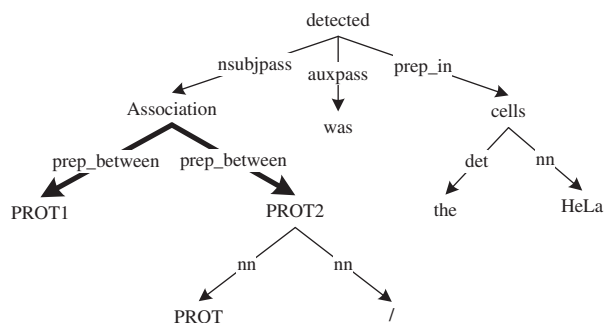 detected
nsubjpass auxpass prep_in
Association was cells
prep_between prep_between det nn
PROT1 PROT2 the HeLa
nn nn
PROT /